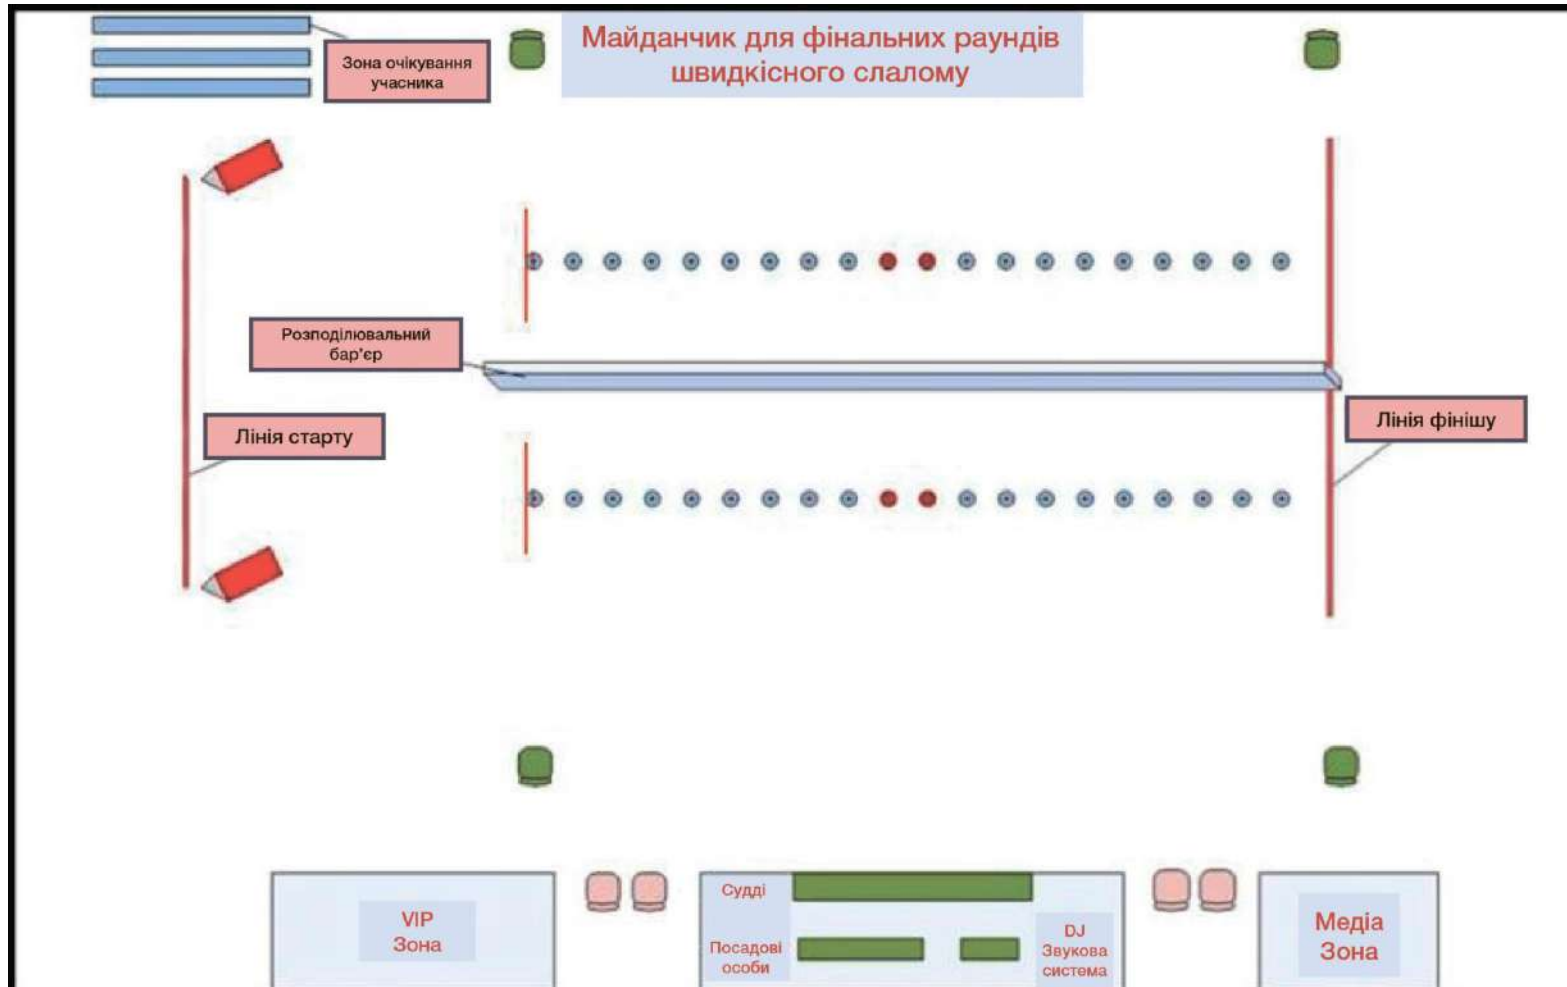 Майданчик для фінальних раундів
швидкісного слалому
Зона очікування
учасника
Розподілювальний
бар'єр
Лінія старту
Лінія фінішу
VIP
Зона
Судді
Посадові
особи
DJ
Звукова
система
Медіа
Зона